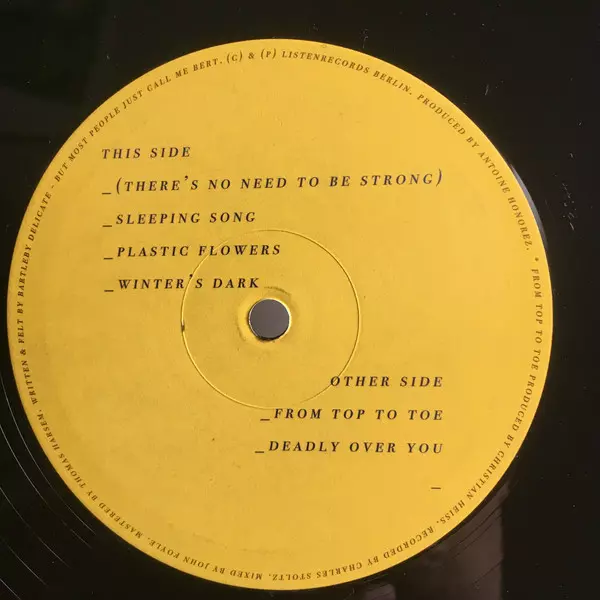 THIS SIDE
_(THERE'S NO NEED TO BE STRONG)
_SLEEPING SONG
_PLASTIC FLOWERS
_WINTER'S DARK
OTHER SIDE
_FROM TOP TO TOE
_DEADLY OVER YOU
_
WRITTEN & FELT BY BARTLEBY DELICATE - BUT MOST PEOPLE JUST CALL ME BERT. (C) & (P) LISTENRECORDS BERLIN. PRODUCED BY ANTOINE HONOREZ. * FROM TOP TO TOE PRODUCED BY CHRISTIAN HEISS. RECORDED BY CHARLES STOLTZ. MIXED BY JOHN FOYLE. MASTERED BY THOMAS HARSEM.